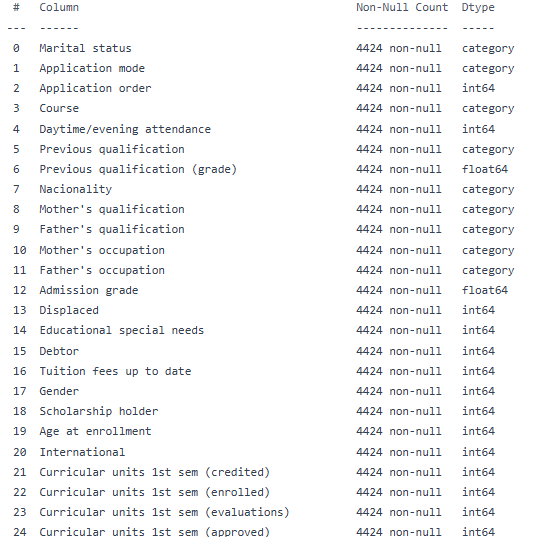 #   Column                                          Non-Null Count  Dtype
---  ------                                          --------------  -----
0   Marital status                                  4424 non-null   category
1   Application mode                                4424 non-null   category
2   Application order                               4424 non-null   int64
3   Course                                          4424 non-null   category
4   Daytime/evening attendance                      4424 non-null   int64
5   Previous qualification                          4424 non-null   category
6   Previous qualification (grade)                  4424 non-null   float64
7   Nacionality                                     4424 non-null   category
8   Mother's qualification                          4424 non-null   category
9   Father's qualification                          4424 non-null   category
10  Mother's occupation                             4424 non-null   category
11  Father's occupation                             4424 non-null   category
12  Admission grade                                 4424 non-null   float64
13  Displaced                                       4424 non-null   int64
14  Educational special needs                       4424 non-null   int64
15  Debtor                                          4424 non-null   int64
16  Tuition fees up to date                         4424 non-null   int64
17  Gender                                          4424 non-null   int64
18  Scholarship holder                              4424 non-null   int64
19  Age at enrollment                               4424 non-null   int64
20  International                                   4424 non-null   int64
21  Curricular units 1st sem (credited)             4424 non-null   int64
22  Curricular units 1st sem (enrolled)             4424 non-null   int64
23  Curricular units 1st sem (evaluations)          4424 non-null   int64
24  Curricular units 1st sem (approved)             4424 non-null   int64